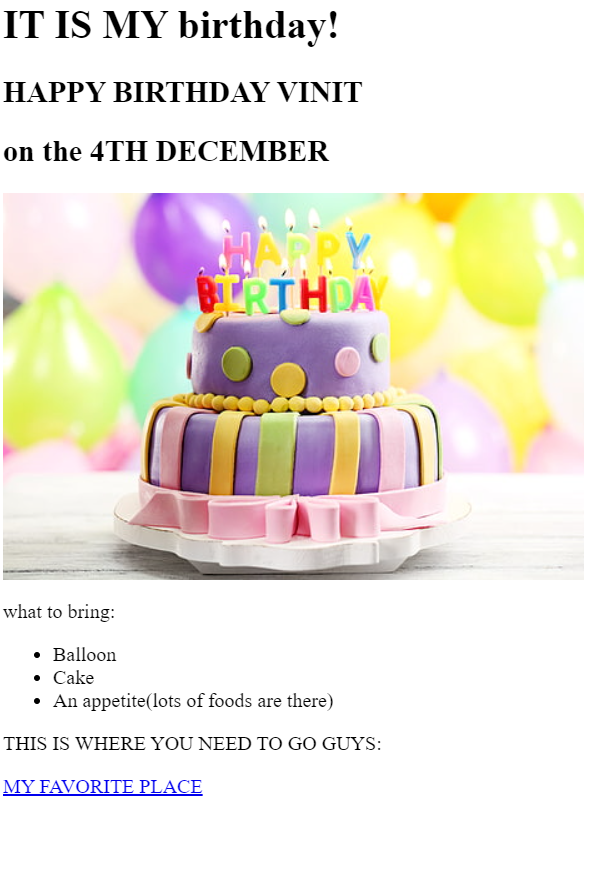 IT IS MY birthday!
HAPPY BIRTHDAY VINIT
on the 4TH DECEMBER
HAPPY
BIRTHDAY
what to bring:
Balloon
Cake
An appetite(lots of foods are there)
THIS IS WHERE YOU NEED TO GO GUYS:
MY FAVORITE PLACE